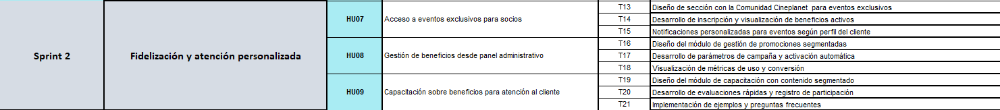 Sprint 2
Fidelización y atención personalizada
HU07
Acceso a eventos exclusivos para socios
T13 Diseño de sección con la Comunidad Cineplanet para eventos exclusivos
T14 Desarrollo de inscripción y visualización de beneficios activos
T15 Notificaciones personalizadas para eventos según perfil del cliente
HU08
Gestión de beneficios desde panel administrativo
T16 Diseño del módulo de gestión de promociones segmentadas
T17 Desarrollo de parámetros de campaña y activación automática
T18 Visualización de métricas de uso y conversión
HU09
Capacitación sobre beneficios para atención al cliente
T19 Diseño del módulo de capacitación con contenido segmentado
T20 Desarrollo de evaluaciones rápidas y registro de participación
T21 Implementación de ejemplos y preguntas frecuentes